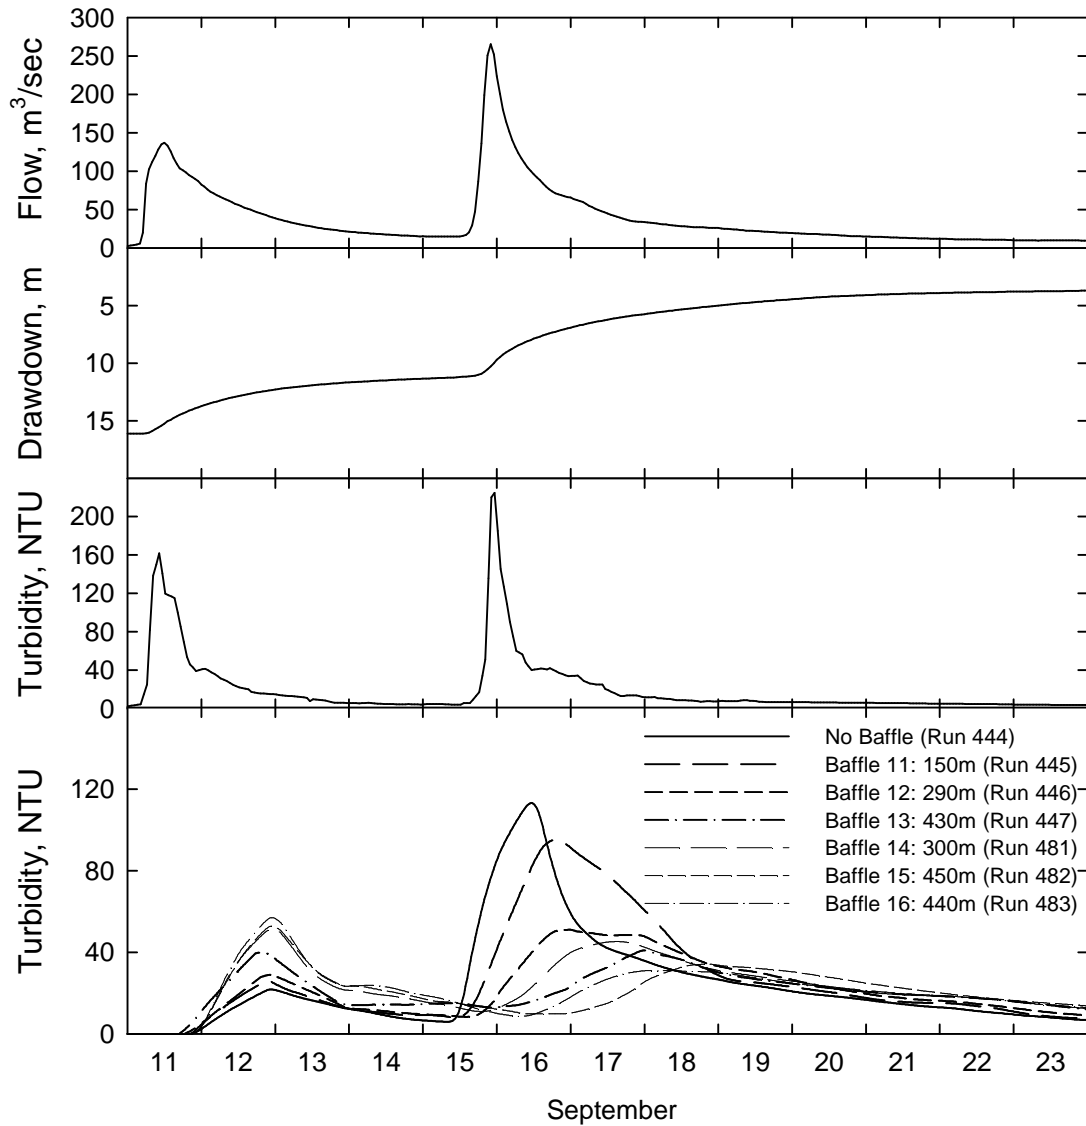 300
250
200
150
100
50
0
Flow, m³/sec
5
10
15
Drawdown, m
200
160
120
80
40
0
Turbidity, NTU
No Baffle (Run 444)
Baffle 11: 150m (Run 445)
Baffle 12: 290m (Run 446)
Baffle 13: 430m (Run 447)
Baffle 14: 300m (Run 481)
Baffle 15: 450m (Run 482)
Baffle 16: 440m (Run 483)
120
80
40
0
Turbidity, NTU
11 12 13 14 15 16 17 18 19 20 21 22 23
September